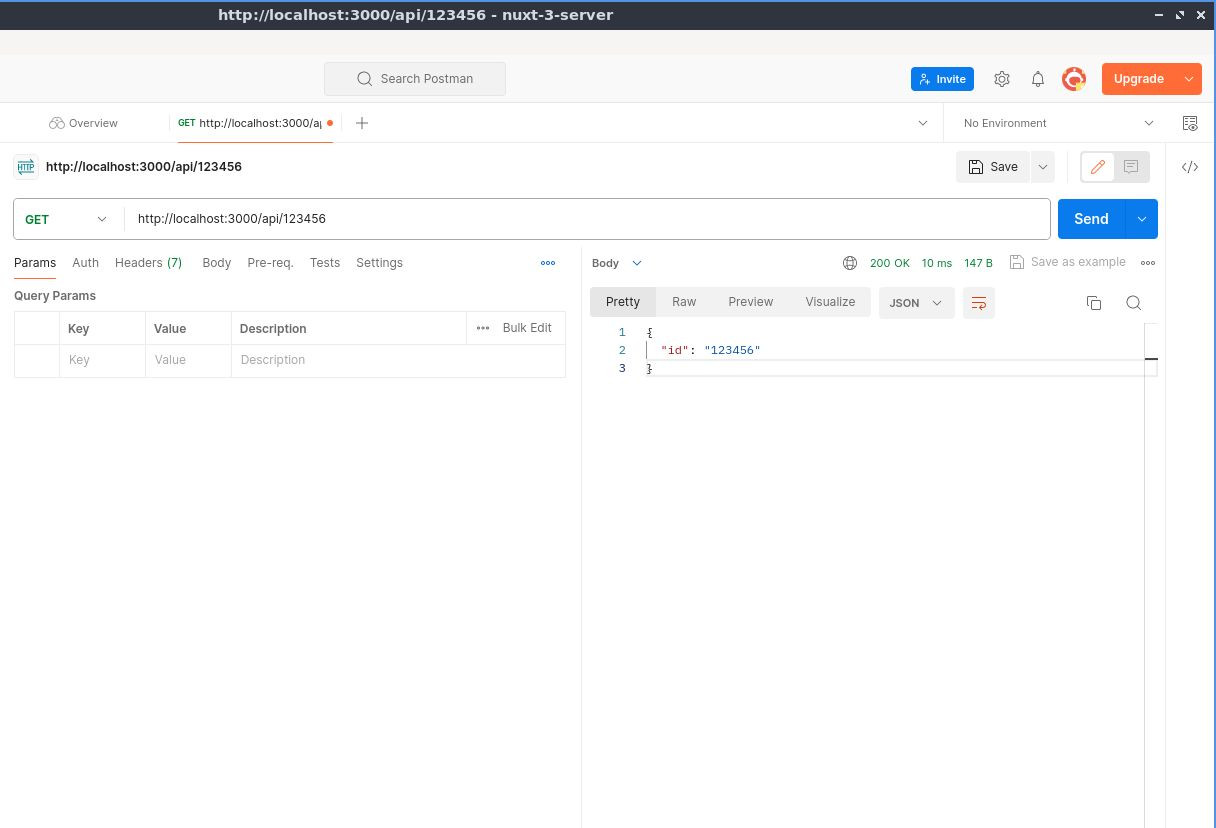 http://localhost:3000/api/123456 - nuxt-3-server
Search Postman
Invite
Upgrade
Overview
GET http://localhost:3000/a
No Environment
HTTP
http://localhost:3000/api/123456
Save
GET
http://localhost:3000/api/123456
Send
Params Auth Headers (7) Body Pre-req. Tests Settings
Query Params
Key Value Description Bulk Edit
Key Value Description
Body
200 OK 10 ms 147 B Save as example
Pretty Raw Preview Visualize JSON
1 {
2 "id": "123456"
3 }